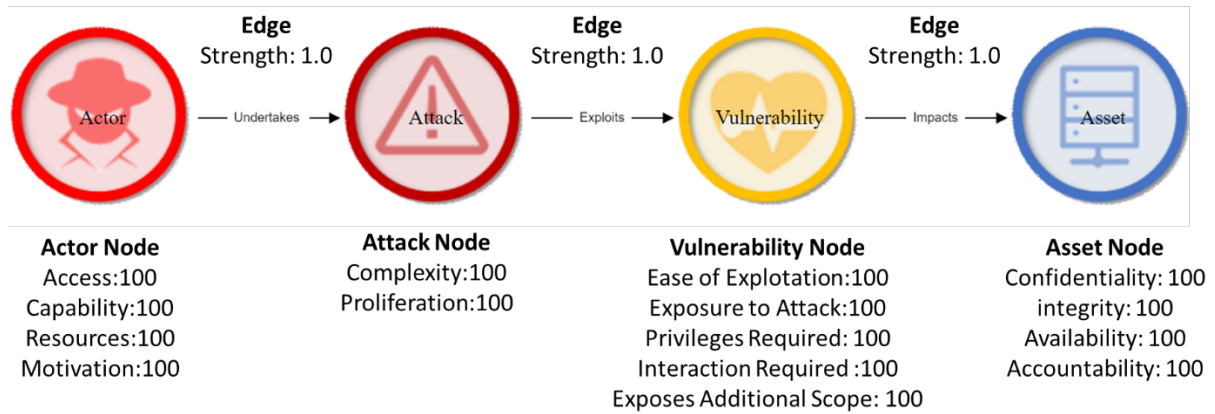 Edge
Strength: 1.0
Edge
Strength: 1.0
Edge
Strength: 1.0
Actor
Undertakes
Attack
Exploits
Vulnerability
Impacts
Asset
Actor Node
Access:100
Capability:100
Resources:100
Motivation:100
Attack Node
Complexity:100
Proliferation:100
Vulnerability Node
Ease of Explotation:100
Exposure to Attack:100
Privileges Required: 100
Interaction Required :100
Exposes Additional Scope: 100
Asset Node
Confidentiality: 100
integrity: 100
Availability: 100
Accountability: 100